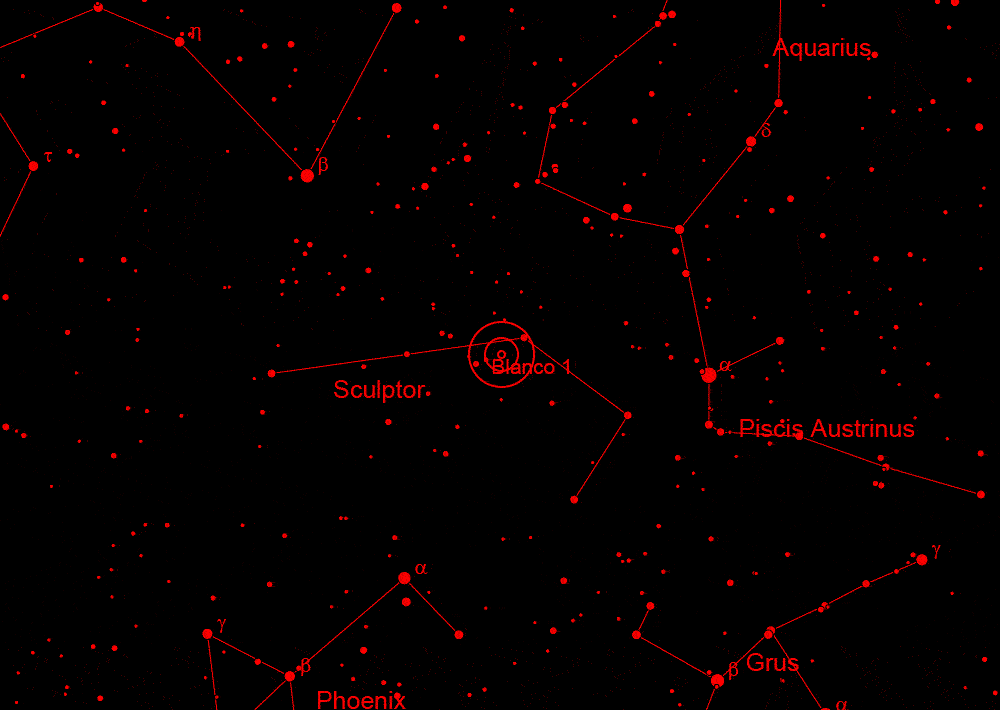 η
Aquarius
δ
τ
β
α
Blanco 1
Sculptor
Piscis Austrinus
γ
α
γ
β
Grus
β
Phoenix
α